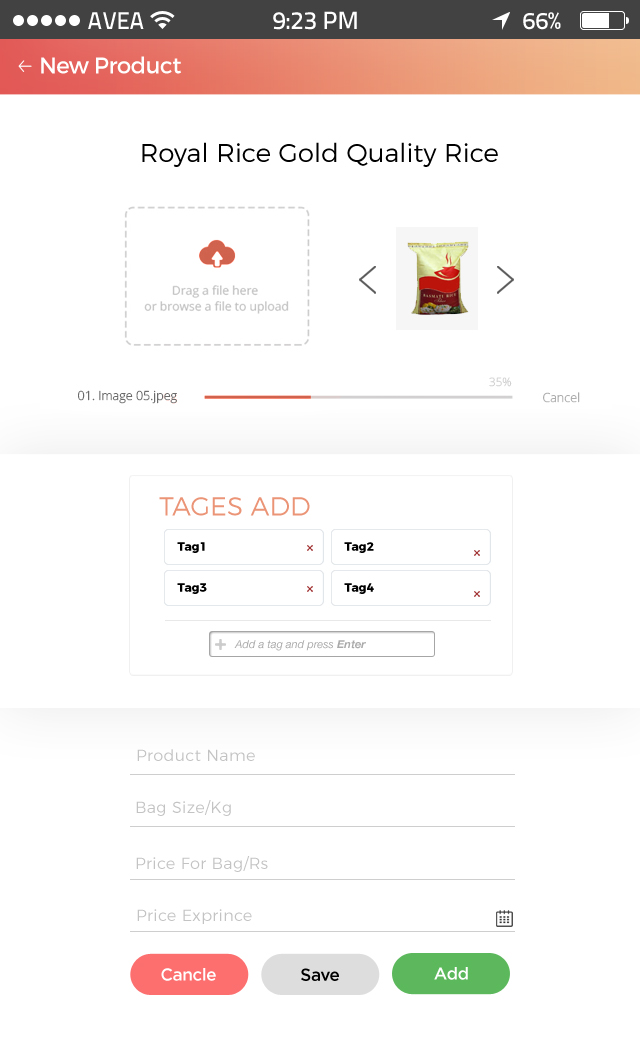 AVEA 9:23 PM 66%
← New Product
Royal Rice Gold Quality Rice
Drag a file here
or browse a file to upload
BASMATI RICE
35%
01. Image 05.jpeg Cancel
TAGES ADD
Tag1 × Tag2 ×
Tag3 × Tag4 ×
+ Add a tag and press Enter
Product Name
Bag Size/Kg
Price For Bag/Rs
Price Exprince
Cancle Save Add